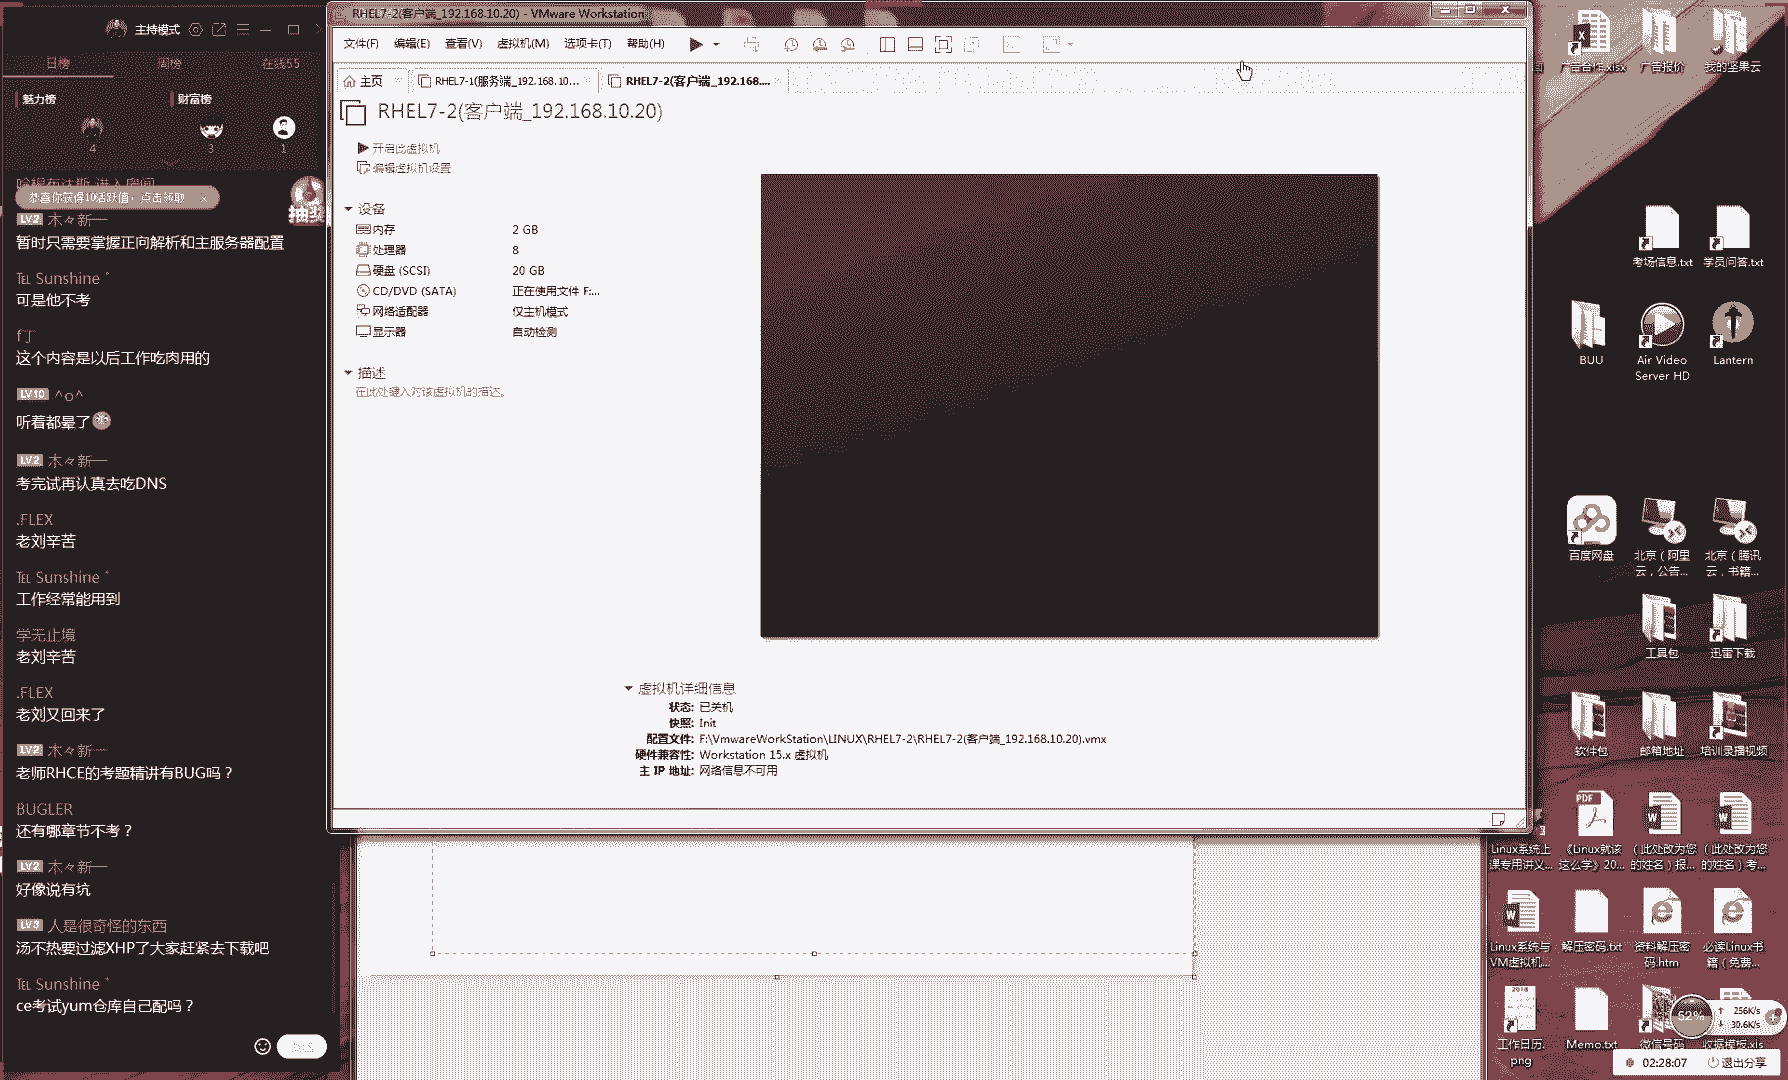 主持模式
日榜 周榜 在线55
魅力榜 财富榜
4 3 1
恭喜你获得10活跃值，点击领取
抽奖
LV2 木々新一
暂时只需要掌握正向解析和主服务器配置
℡ Sunshine °
可是他不考
f丁
这个内容是以后工作吃肉用的
LV10 ^o^
听着都晕了
LV2 木々新一
考完试再认真去吃DNS
.FLEX
老刘辛苦
℡ Sunshine °
工作经常能用到
学无止境
老刘辛苦
.FLEX
老刘又回来了
LV2 木々新一
老师RHCE的考题精讲有BUG吗？
BUGLER
还有哪章节不考？
LV2 木々新一
好像说有坑
LV3 人是很奇怪的东西
汤不热要过滤XHP了大家赶紧去下载吧
℡ Sunshine °
ce考试yum仓库自己配吗？
RHEL7-2(客户端_192.168.10.20) - VMware Workstation
文件(F) 编辑(E) 查看(V) 虚拟机(M) 选项卡(T) 帮助(H)
主页 RHEL7-1(服务端_192.168.10... RHEL7-2(客户端_192.168....
RHEL7-2(客户端_192.168.10.20)
开启此虚拟机
编辑虚拟机设置
设备
内存 2 GB
处理器 8
硬盘 (SCSI) 20 GB
CD/DVD (SATA) 正在使用文件 F:...
网络适配器 仅主机模式
显示器 自动检测
描述
在此处键入对该虚拟机的描述。
虚拟机详细信息
状态: 已关机
快照: Init
配置文件: F:\VmwareWorkStation\LINUX\RHEL7-2\RHEL7-2(客户端_192.168.10.20).vmx
硬件兼容性: Workstation 15.x 虚拟机
主 IP 地址: 网络信息不可用
广告合作.xlsx 广告报价 我的坚果云
考场信息.txt 学员问答.txt
BUU Air Video Server HD Lantern
百度网盘 北京（阿里云，公告... 北京（腾讯云，书籍...
工具包 迅雷下载
软件包 邮箱地址 培训录播视频
PDF
Linux系统上课专用讲义... 《Linux就该这么学》20... （此处改为您的姓名）报... （此处改为您的姓名）考...
Linux系统与VM虚拟机... 解压密码.txt 资料解压密码.htm 必读Linux书籍（免费...
2018
工作日历.png Memo.txt 微信号码 收据模板.xls
52% 256K/s
30.6K/s
02:28:07 退出分享